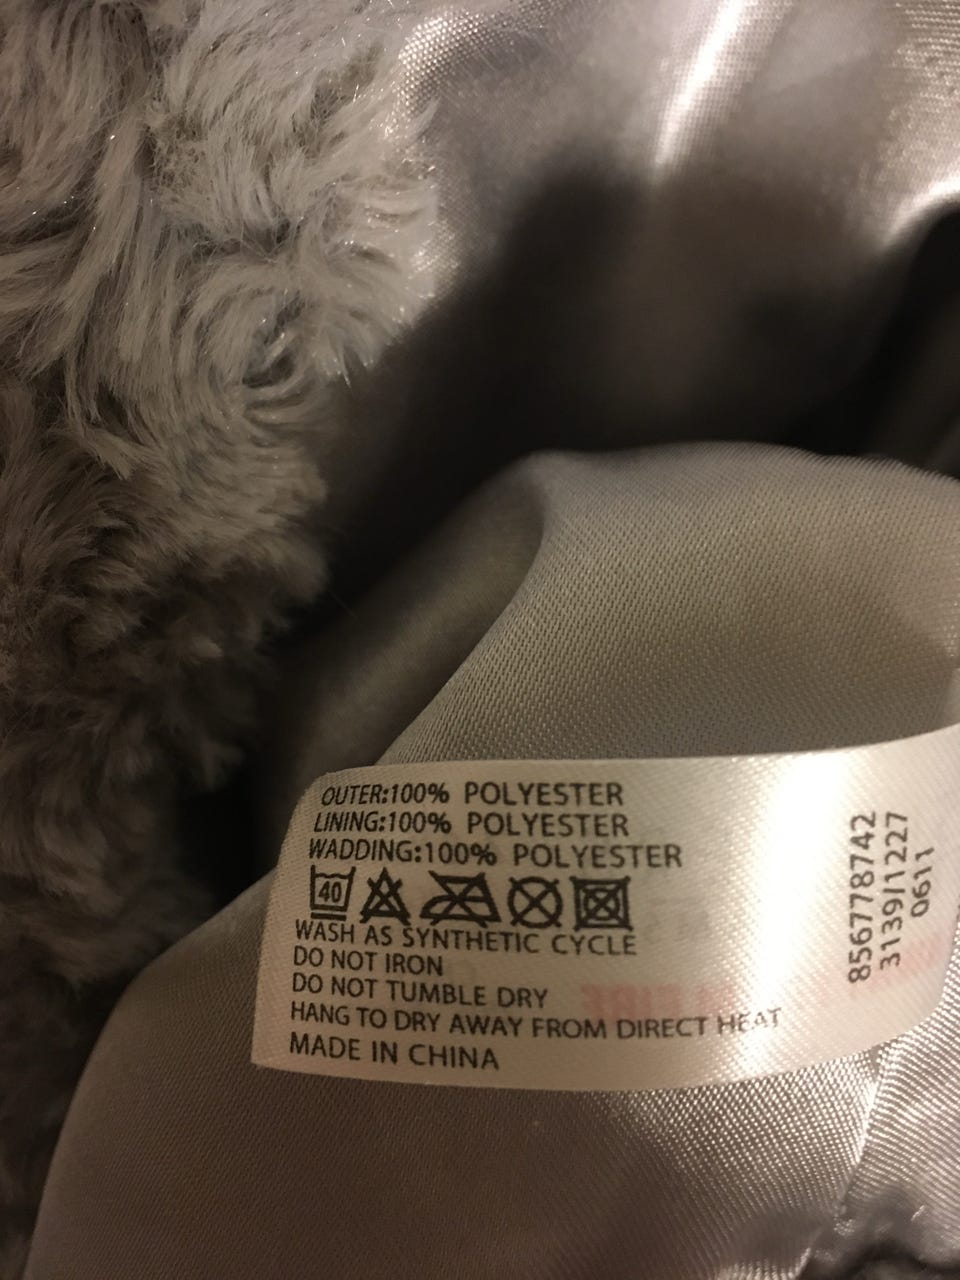 OUTER:100% POLYESTER
LINING:100% POLYESTER
WADDING:100% POLYESTER
40
WASH AS SYNTHETIC CYCLE
DO NOT IRON
DO NOT TUMBLE DRY
HANG TO DRY AWAY FROM DIRECT HEAT
MADE IN CHINA
856778742
3139/1227
0611